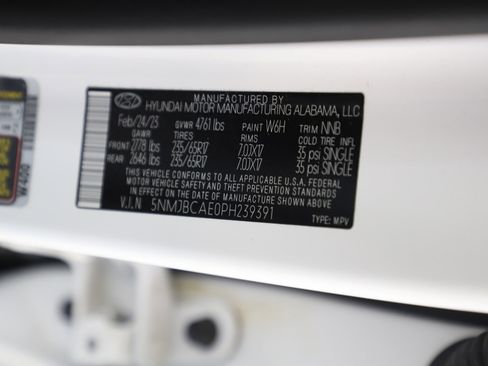 MANUFACTURED BY
HYUNDAI MOTOR MANUFACTURING ALABAMA, LLC
Feb/24/23 GVWR 4761 lbs PAINT W6H TRIM NNB
GAWR TIRES RIMS COLD TIRE INFL
FRONT 2778 lbs 235/65R17 7.0JX17 35 psi SINGLE
REAR 2646 lbs 235/65R17 7.0JX17 35 psi SINGLE
THIS VEHICLE CONFORMS TO ALL APPLICABLE U.S.A. FEDERAL
MOTOR VEHICLE SAFETY AND THEFT PREVENTION STANDARDS
IN EFFECT ON THE DATE OF MANUFACTURE SHOWN ABOVE.
V.I.N 5NMJBCAE0PH239391
TYPE: MPV